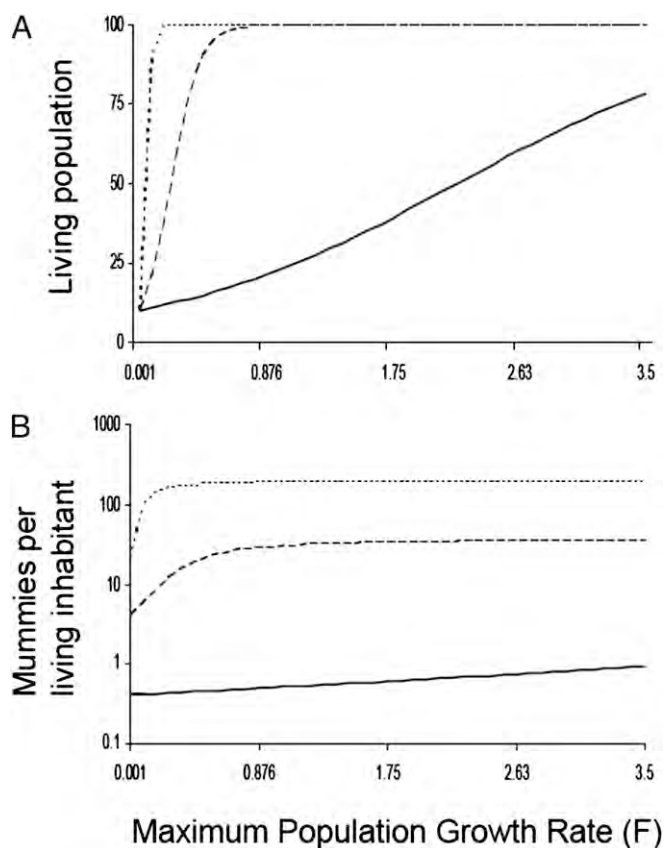 A
Living population
100
75
50
25
0
0.001 0.876 1.75 2.63 3.5
B
Mummies per
living inhabitant
1000
100
10
1
0.1
0.001 0.876 1.75 2.63 3.5
Maximum Population Growth Rate (F)